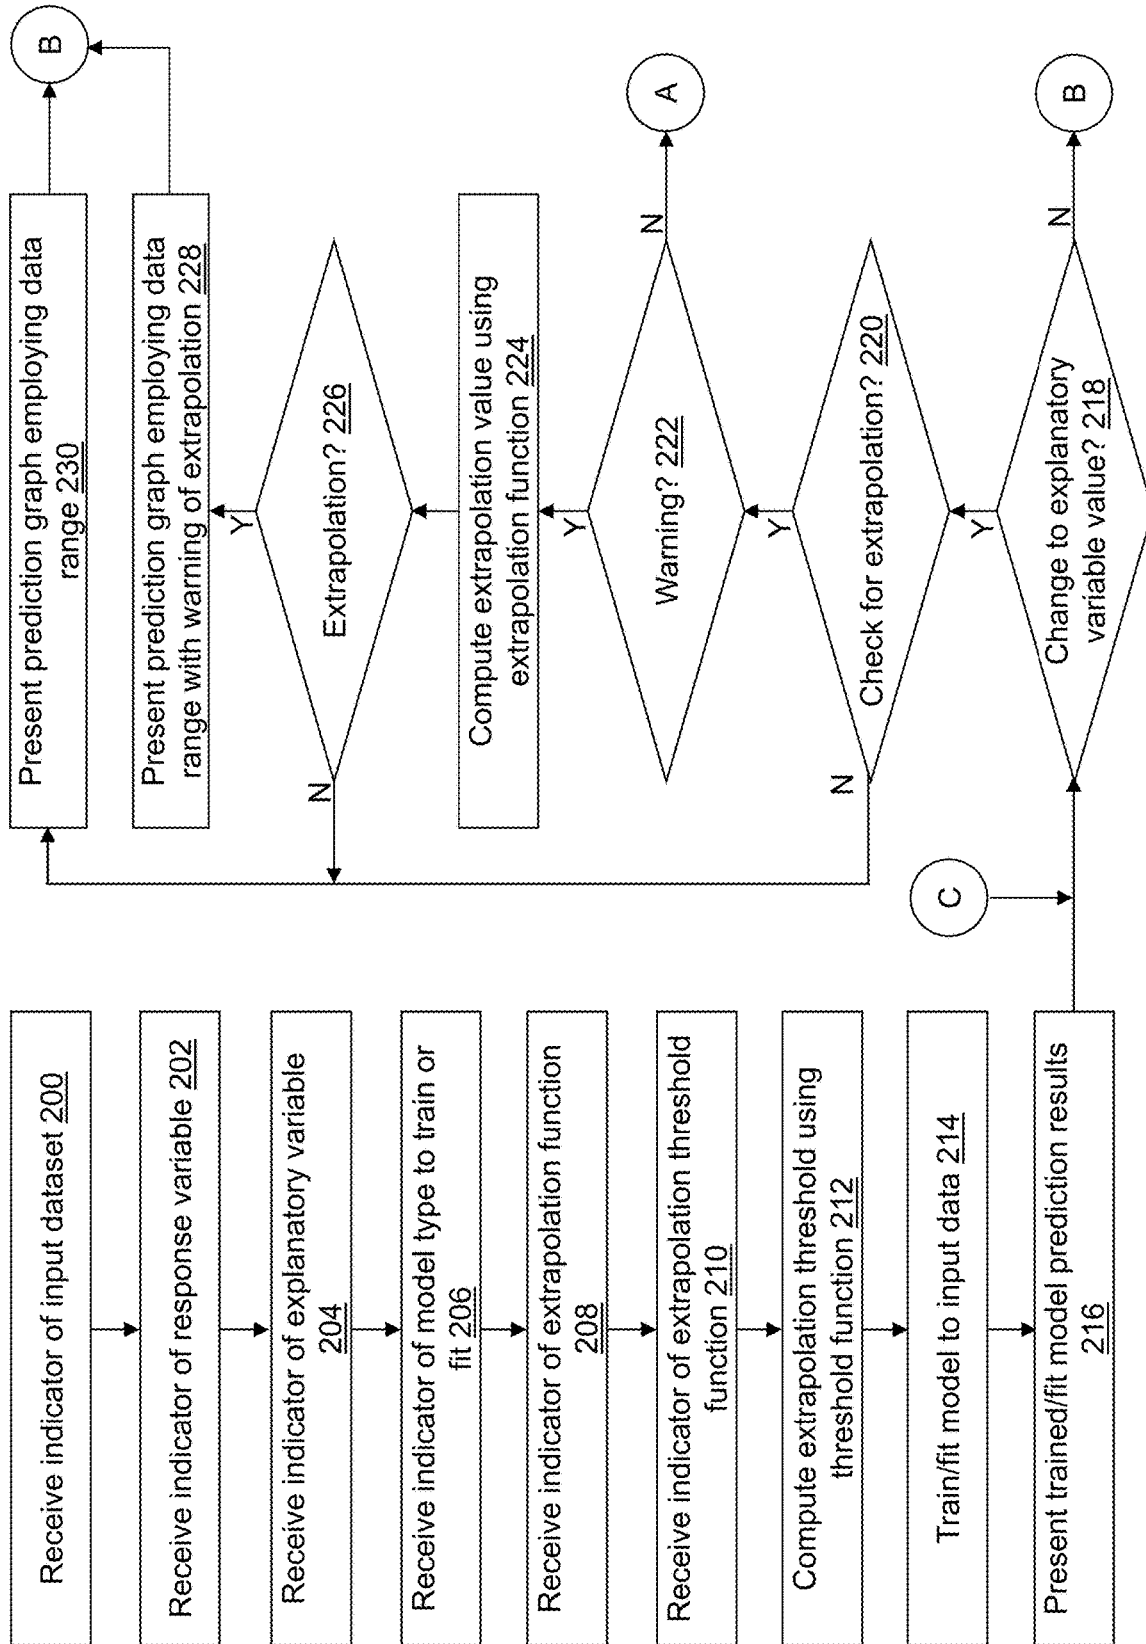 Receive indicator of input dataset 200
Receive indicator of response variable 202
Receive indicator of explanatory variable
204
Receive indicator of model type to train or
fit 206
Receive indicator of extrapolation function
208
Receive indicator of extrapolation threshold
function 210
Compute extrapolation threshold using
threshold function 212
Train/fit model to input data 214
Present trained/fit model prediction results
216
C
Change to explanatory
variable value? 218
N
B
Y
Check for extrapolation? 220
N
Y
Warning? 222
N
A
Y
Compute extrapolation value using
extrapolation function 224
Extrapolation? 226
N
Y
Present prediction graph employing data
range with warning of extrapolation 228
Present prediction graph employing data
range 230
B